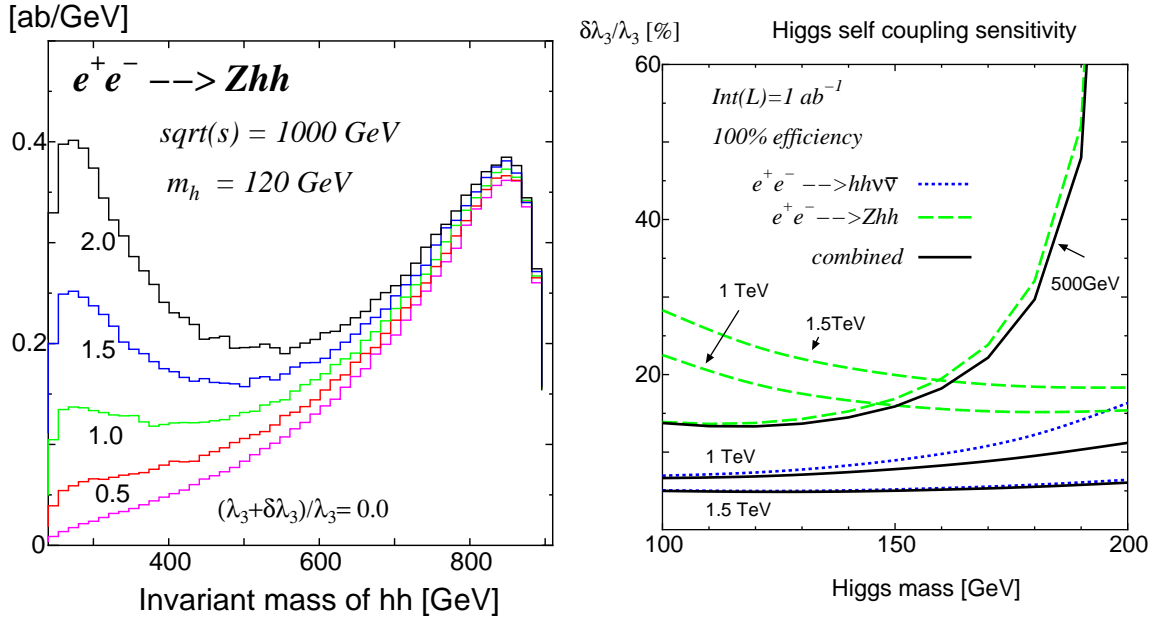 [ab/GeV]
e⁺e⁻ --> Zhh
sqrt(s) = 1000 GeV
m_h = 120 GeV
0.4
2.0
0.2
1.5
1.0
0.5
(λ₃+δλ₃)/λ₃= 0.0
0
400
600
800
Invariant mass of hh [GeV]
δλ₃/λ₃ [%]
Higgs self coupling sensitivity
60
Int(L)=1 ab⁻¹
100% efficiency
e⁺e⁻ -->hhνν̅
40
e⁺e⁻ -->Zhh
combined
500GeV
1 TeV
1.5TeV
20
1 TeV
1.5 TeV
100
150
200
Higgs mass [GeV]